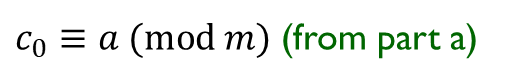 c₀ ≡ a (mod m) (from part a)